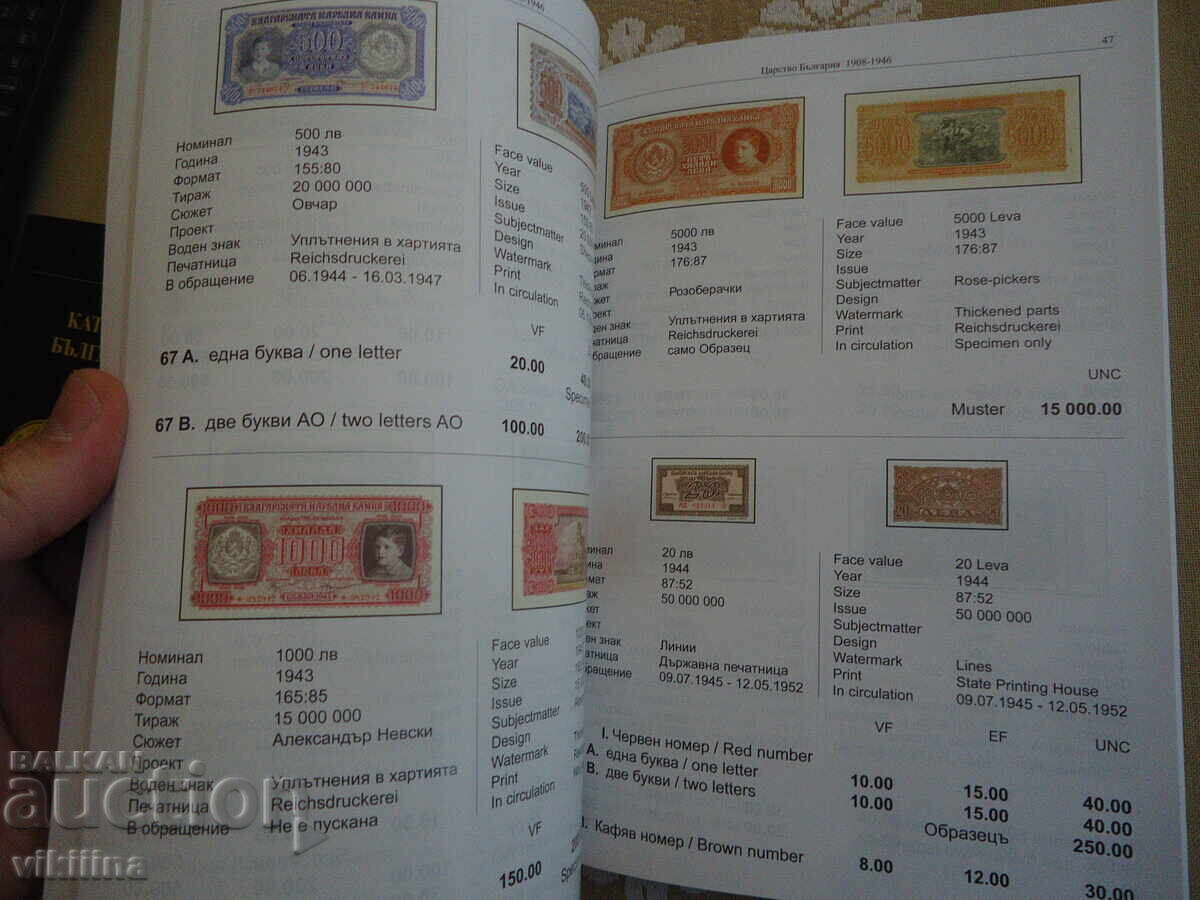 -1946
Номинал 500 лв
Година 1943
Формат 155:80
Тираж 20 000 000
Сюжет Овчар
Проект
Воден знак Уплътнения в хартията
Печатница Reichsdruckerei
В обращение 06.1944 - 16.03.1947
Face value
Year
Size
Issue
Subjectmatter
Design
Watermark
Print
In circulation
VF
67 A. една буква / one letter 20.00
67 B. две букви АО / two letters AO 100.00
БЪЛГАРСКАТА НАРОДНА БАНКА
1000 1000
1000
ХИЛЯДА
ЛЕВА
Номинал 1000 лв
Година 1943
Формат 165:85
Тираж 15 000 000
Сюжет Александър Невски
Проект
Воден знак Уплътнения в хартията
Печатница Reichsdruckerei
В обращение Не е пускана
Face value
Year
Size
Issue
Subjectmatter
Design
Watermark
Print
In circulation
VF
150.00
47
Царство България 1908-1946
5000 лв
1943
176:87
Розоберачки
Уплътнения в хартията
Reichsdruckerei
само Образец
Face value 5000 Leva
Year 1943
Size 176:87
Issue
Subjectmatter Rose-pickers
Design
Watermark Thickened parts
Print Reichsdruckerei
In circulation Specimen only
UNC
Muster 15 000.00
20 лв
1944
87:52
50 000 000
Линии
Държавна печатница
09.07.1945 - 12.05.1952
Face value 20 Leva
Year 1944
Size 87:52
Issue 50 000 000
Subjectmatter
Design
Watermark Lines
Print State Printing House
In circulation 09.07.1945 - 12.05.1952
VF EF UNC
I. Червен номер / Red number
A. една буква / one letter 10.00 15.00 40.00
B. две букви / two letters 10.00 15.00 40.00
Образецъ 250.00
I. Кафяв номер / Brown number 8.00 12.00 30.00
BALKAN
auction
vikiina